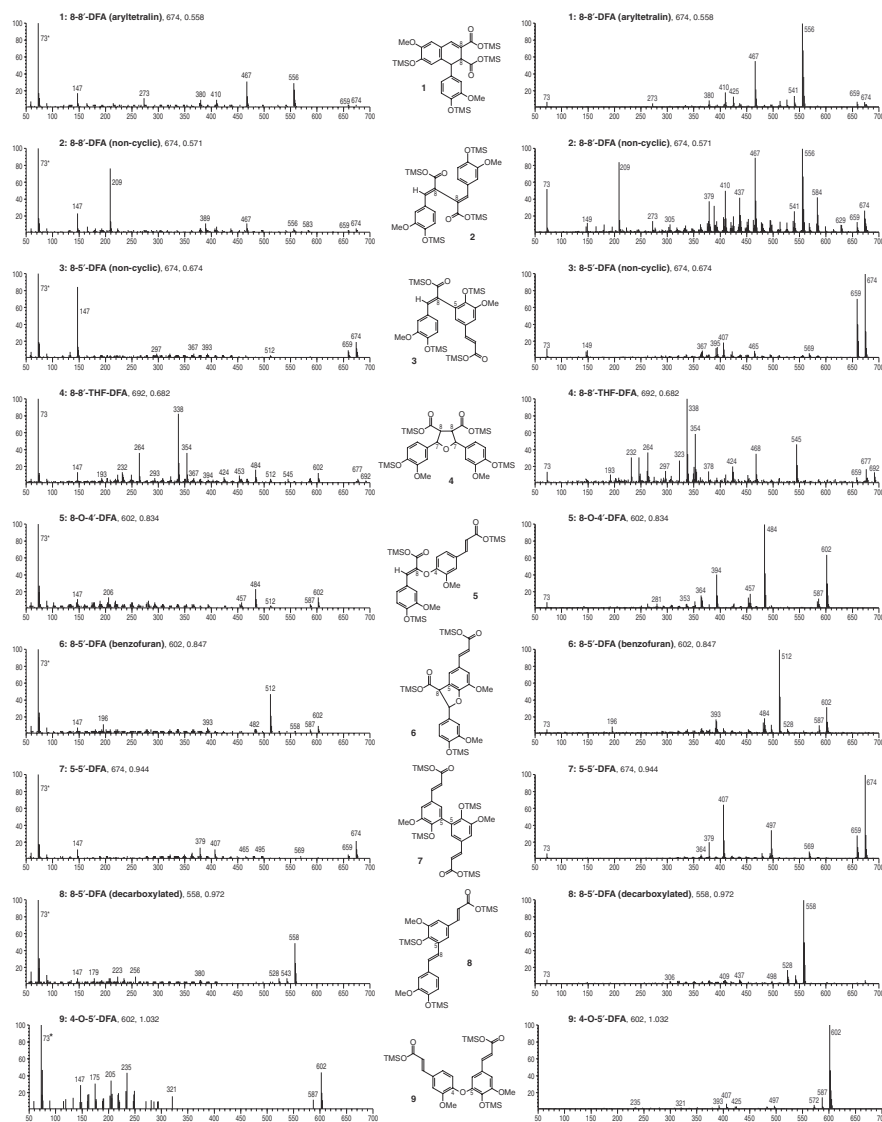 1: 8-8′-DFA (aryltetralin), 674, 0.558
73* 147 273 380 410 467 556 659 674
1
1: 8-8′-DFA (aryltetralin), 674, 0.558
73 273 380 410 425 467 541 556 659 674
2: 8-8′-DFA (non-cyclic) 674, 0.571
73* 147 209 389 467 556 583 659 674
2
2: 8-8′-DFA (non-cyclic) 674, 0.571
73 149 209 273 305 379 410 437 467 541 556 584 629 659 674
3: 8-5′-DFA (non-cyclic) 674, 0.674
73* 147 297 367 393 512 659 674
3
3: 8-5′-DFA (non-cyclic) 674, 0.674
73 149 367 395 407 465 569 659 674
4: 8-8′-THF-DFA, 692, 0.682
73 147 193 232 264 293 338 354 367 394 424 453 484 512 545 602 677 692
4
4: 8-8′-THF-DFA, 692, 0.682
73 193 232 264 297 323 338 354 378 424 468 545 659 677 692
5: 8-O-4′-DFA, 602, 0.834
73* 147 206 457 484 512 587 602
5
5: 8-O-4′-DFA, 602, 0.834
73 281 353 364 394 457 484 587 602
6: 8-5′-DFA (benzofuran), 602, 0.847
73* 147 196 393 482 512 558 587 602
6
6: 8-5′-DFA (benzofuran), 602, 0.847
73 196 393 484 512 528 587 602
7: 5-5′-DFA, 674, 0.944
73* 147 379 407 465 495 569 659 674
7
7: 5-5′-DFA, 674, 0.944
73 364 379 407 497 569 659 674
8: 8-5′-DFA (decarboxylated), 558, 0.972
73* 147 179 223 256 380 528 543 558
8
8: 8-5′-DFA (decarboxylated), 558, 0.972
73 306 409 437 498 528 558
9: 4-O-5′-DFA, 602, 1.032
73* 147 175 205 235 321 587 602
9
9: 4-O-5′-DFA, 602, 1.032
235 321 393 407 425 497 572 587 602
50 100 150 200 250 300 350 400 450 500 550 600 650 700